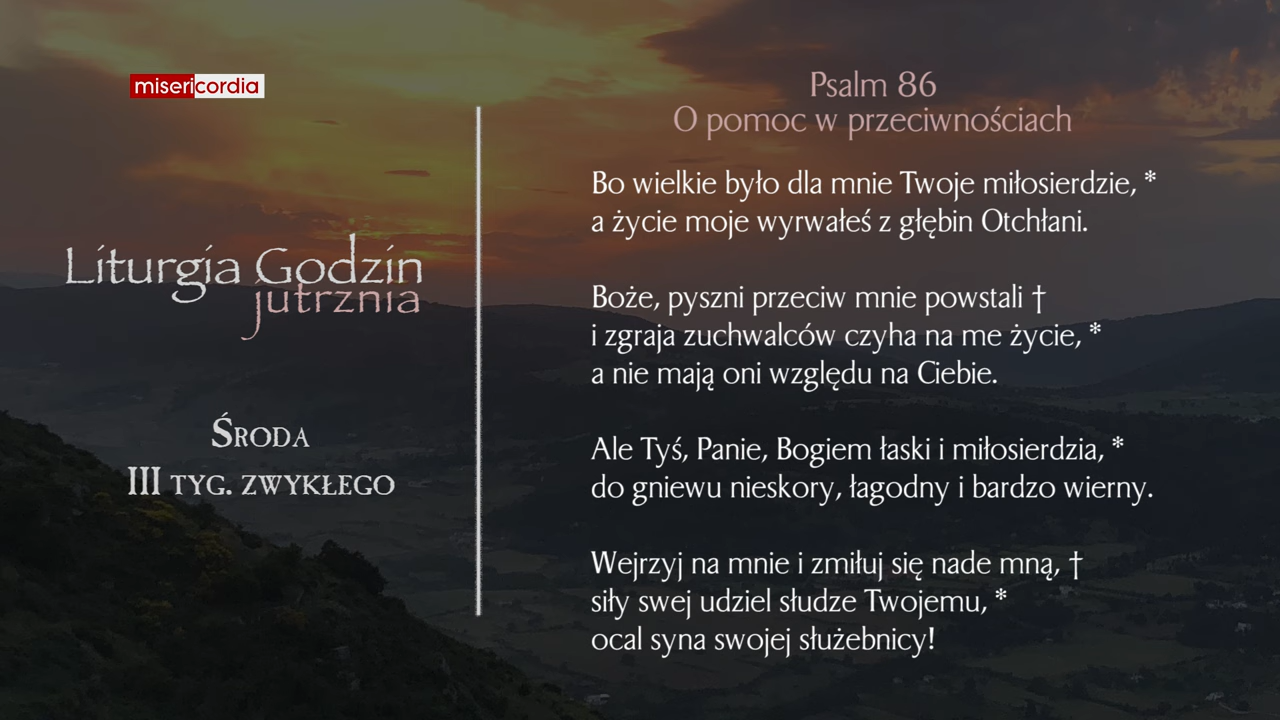 misericordia
Liturgia Godzin
jutrznia
Środa
III tyg. zwykłego
Psalm 86
O pomoc w przeciwnościach
Bo wielkie było dla mnie Twoje miłosierdzie, *
a życie moje wyrwałeś z głębin Otchłani.
Boże, pyszni przeciw mnie powstali †
i zgraja zuchwalców czyha na me życie, *
a nie mają oni względu na Ciebie.
Ale Tyś, Panie, Bogiem łaski i miłosierdzia, *
do gniewu nieskory, łagodny i bardzo wierny.
Wejrzyj na mnie i zmiłuj się nade mną, †
siły swej udziel słudze Twojemu, *
ocal syna swojej służebnicy!